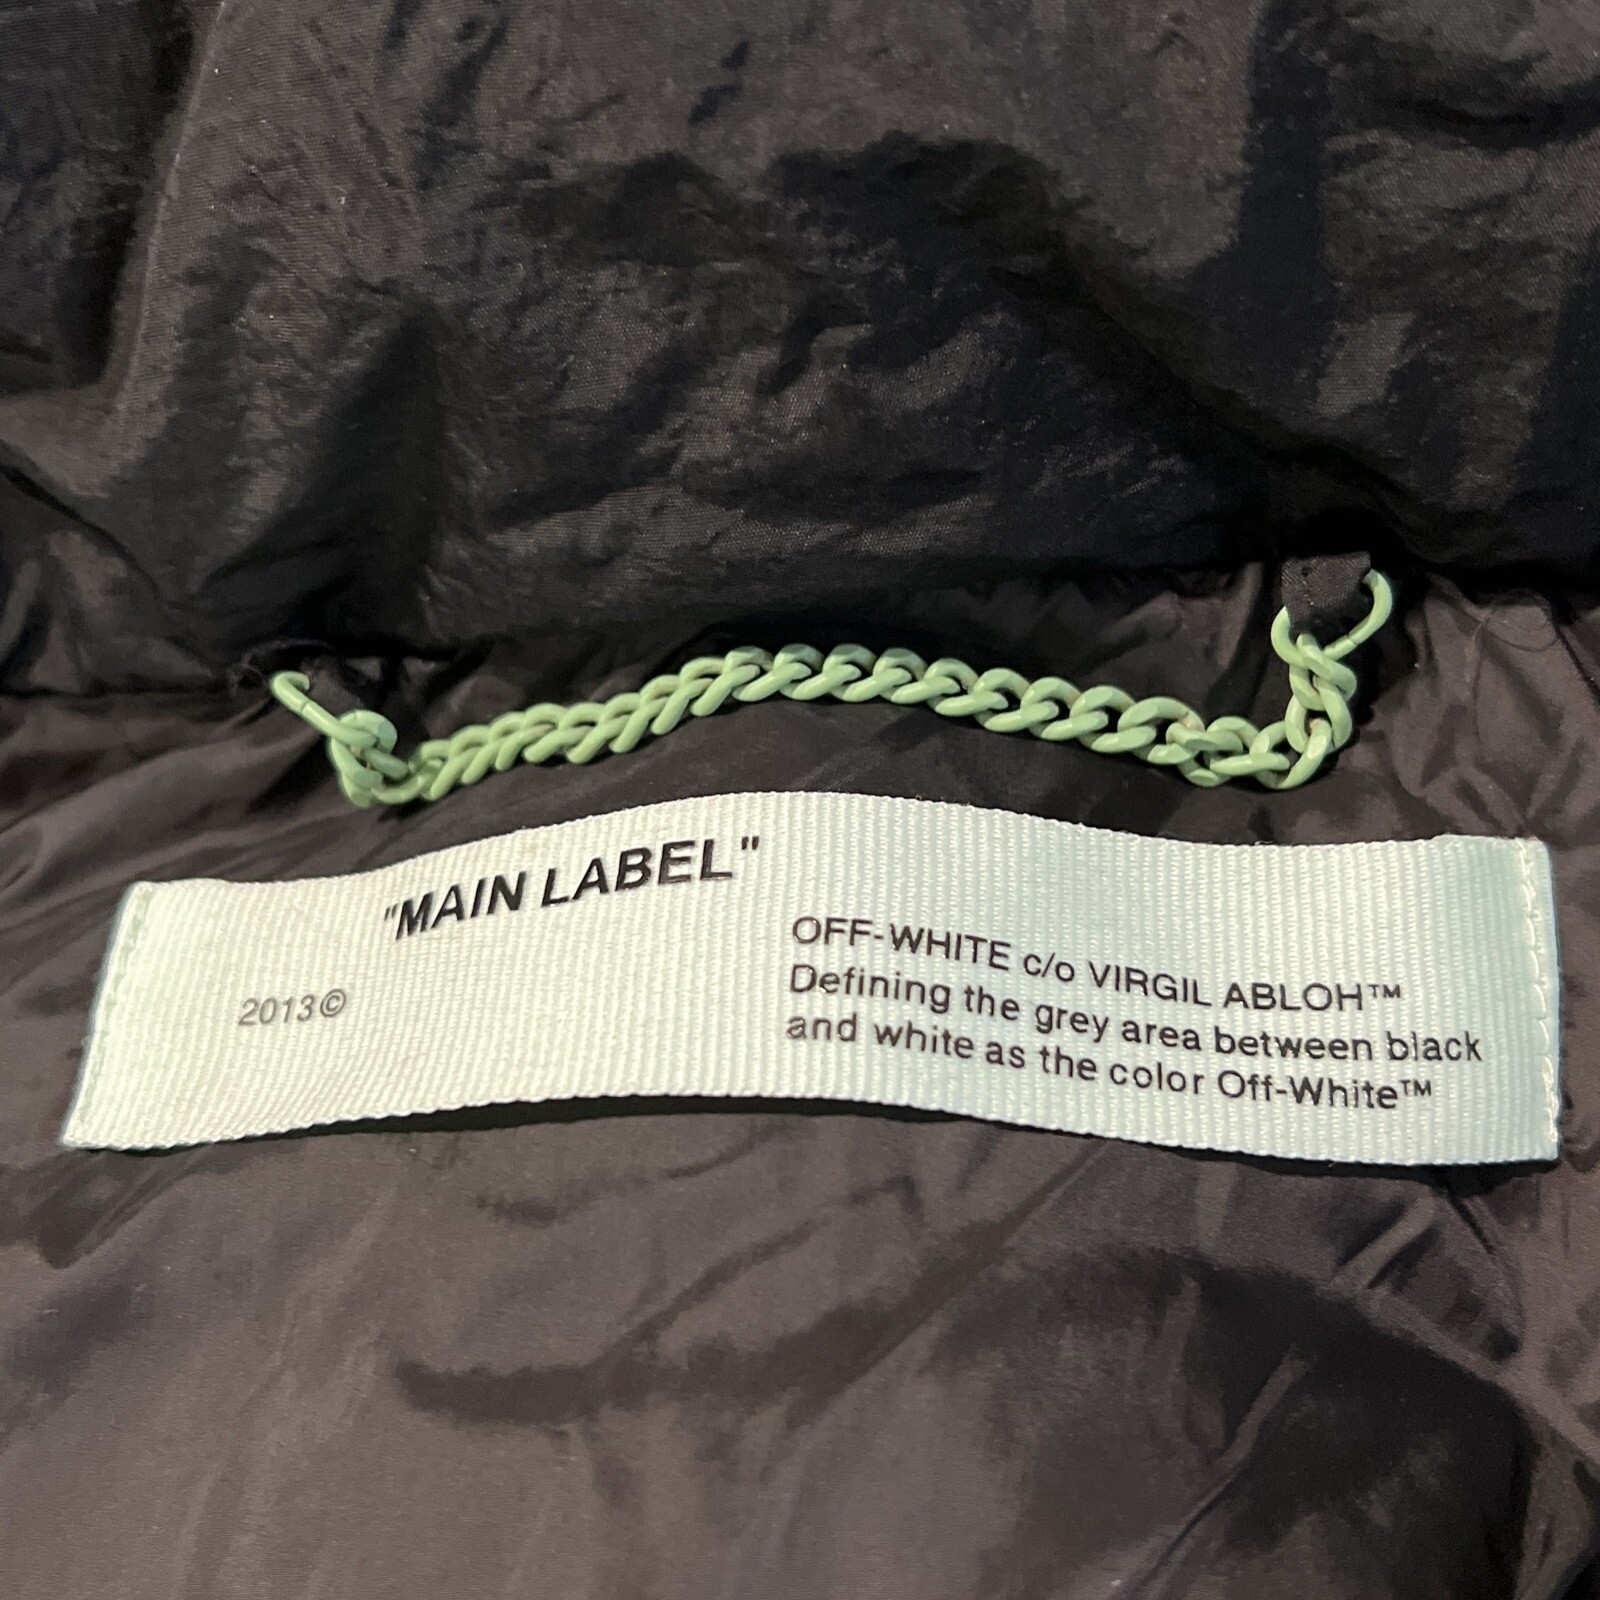 "MAIN LABEL"
2013©
OFF-WHITE c/o VIRGIL ABLOH™
Defining the grey area between black
and white as the color Off-White™